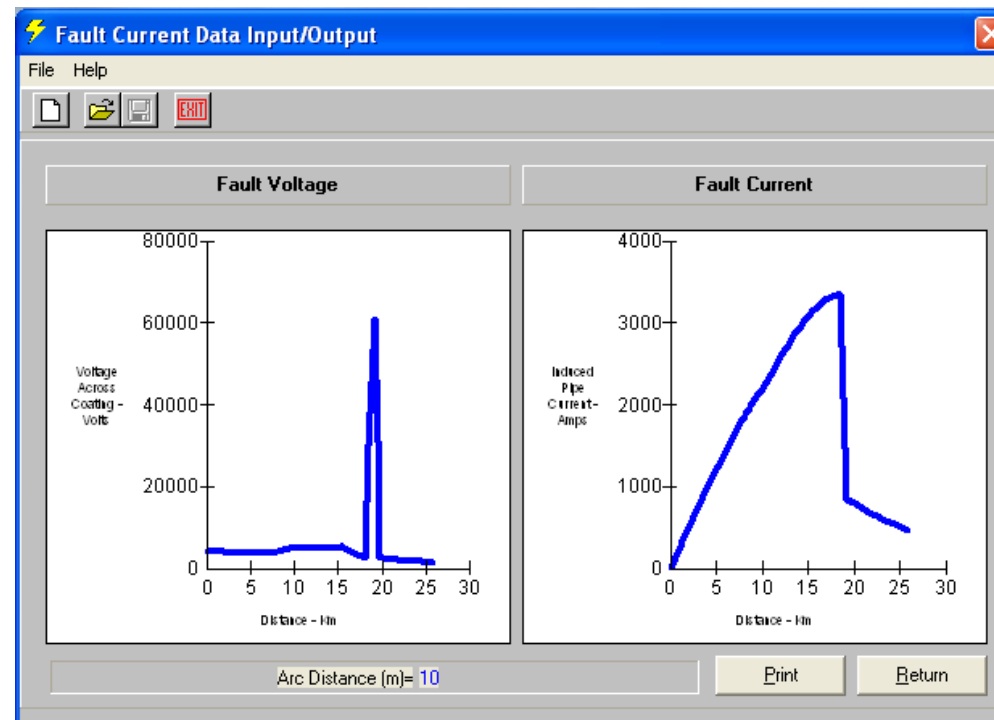 Fault Current Data Input/Output
File Help
EXIT
Fault Voltage
Fault Current
80000
60000
40000
20000
0
Voltage
Across
Coating -
Volts
0 5 10 15 20 25 30
Distance - km
4000
3000
2000
1000
0
Induced
Pipe
Current-
Amps
0 5 10 15 20 25 30
Distance - km
Arc Distance (m)= 10
Print
Return